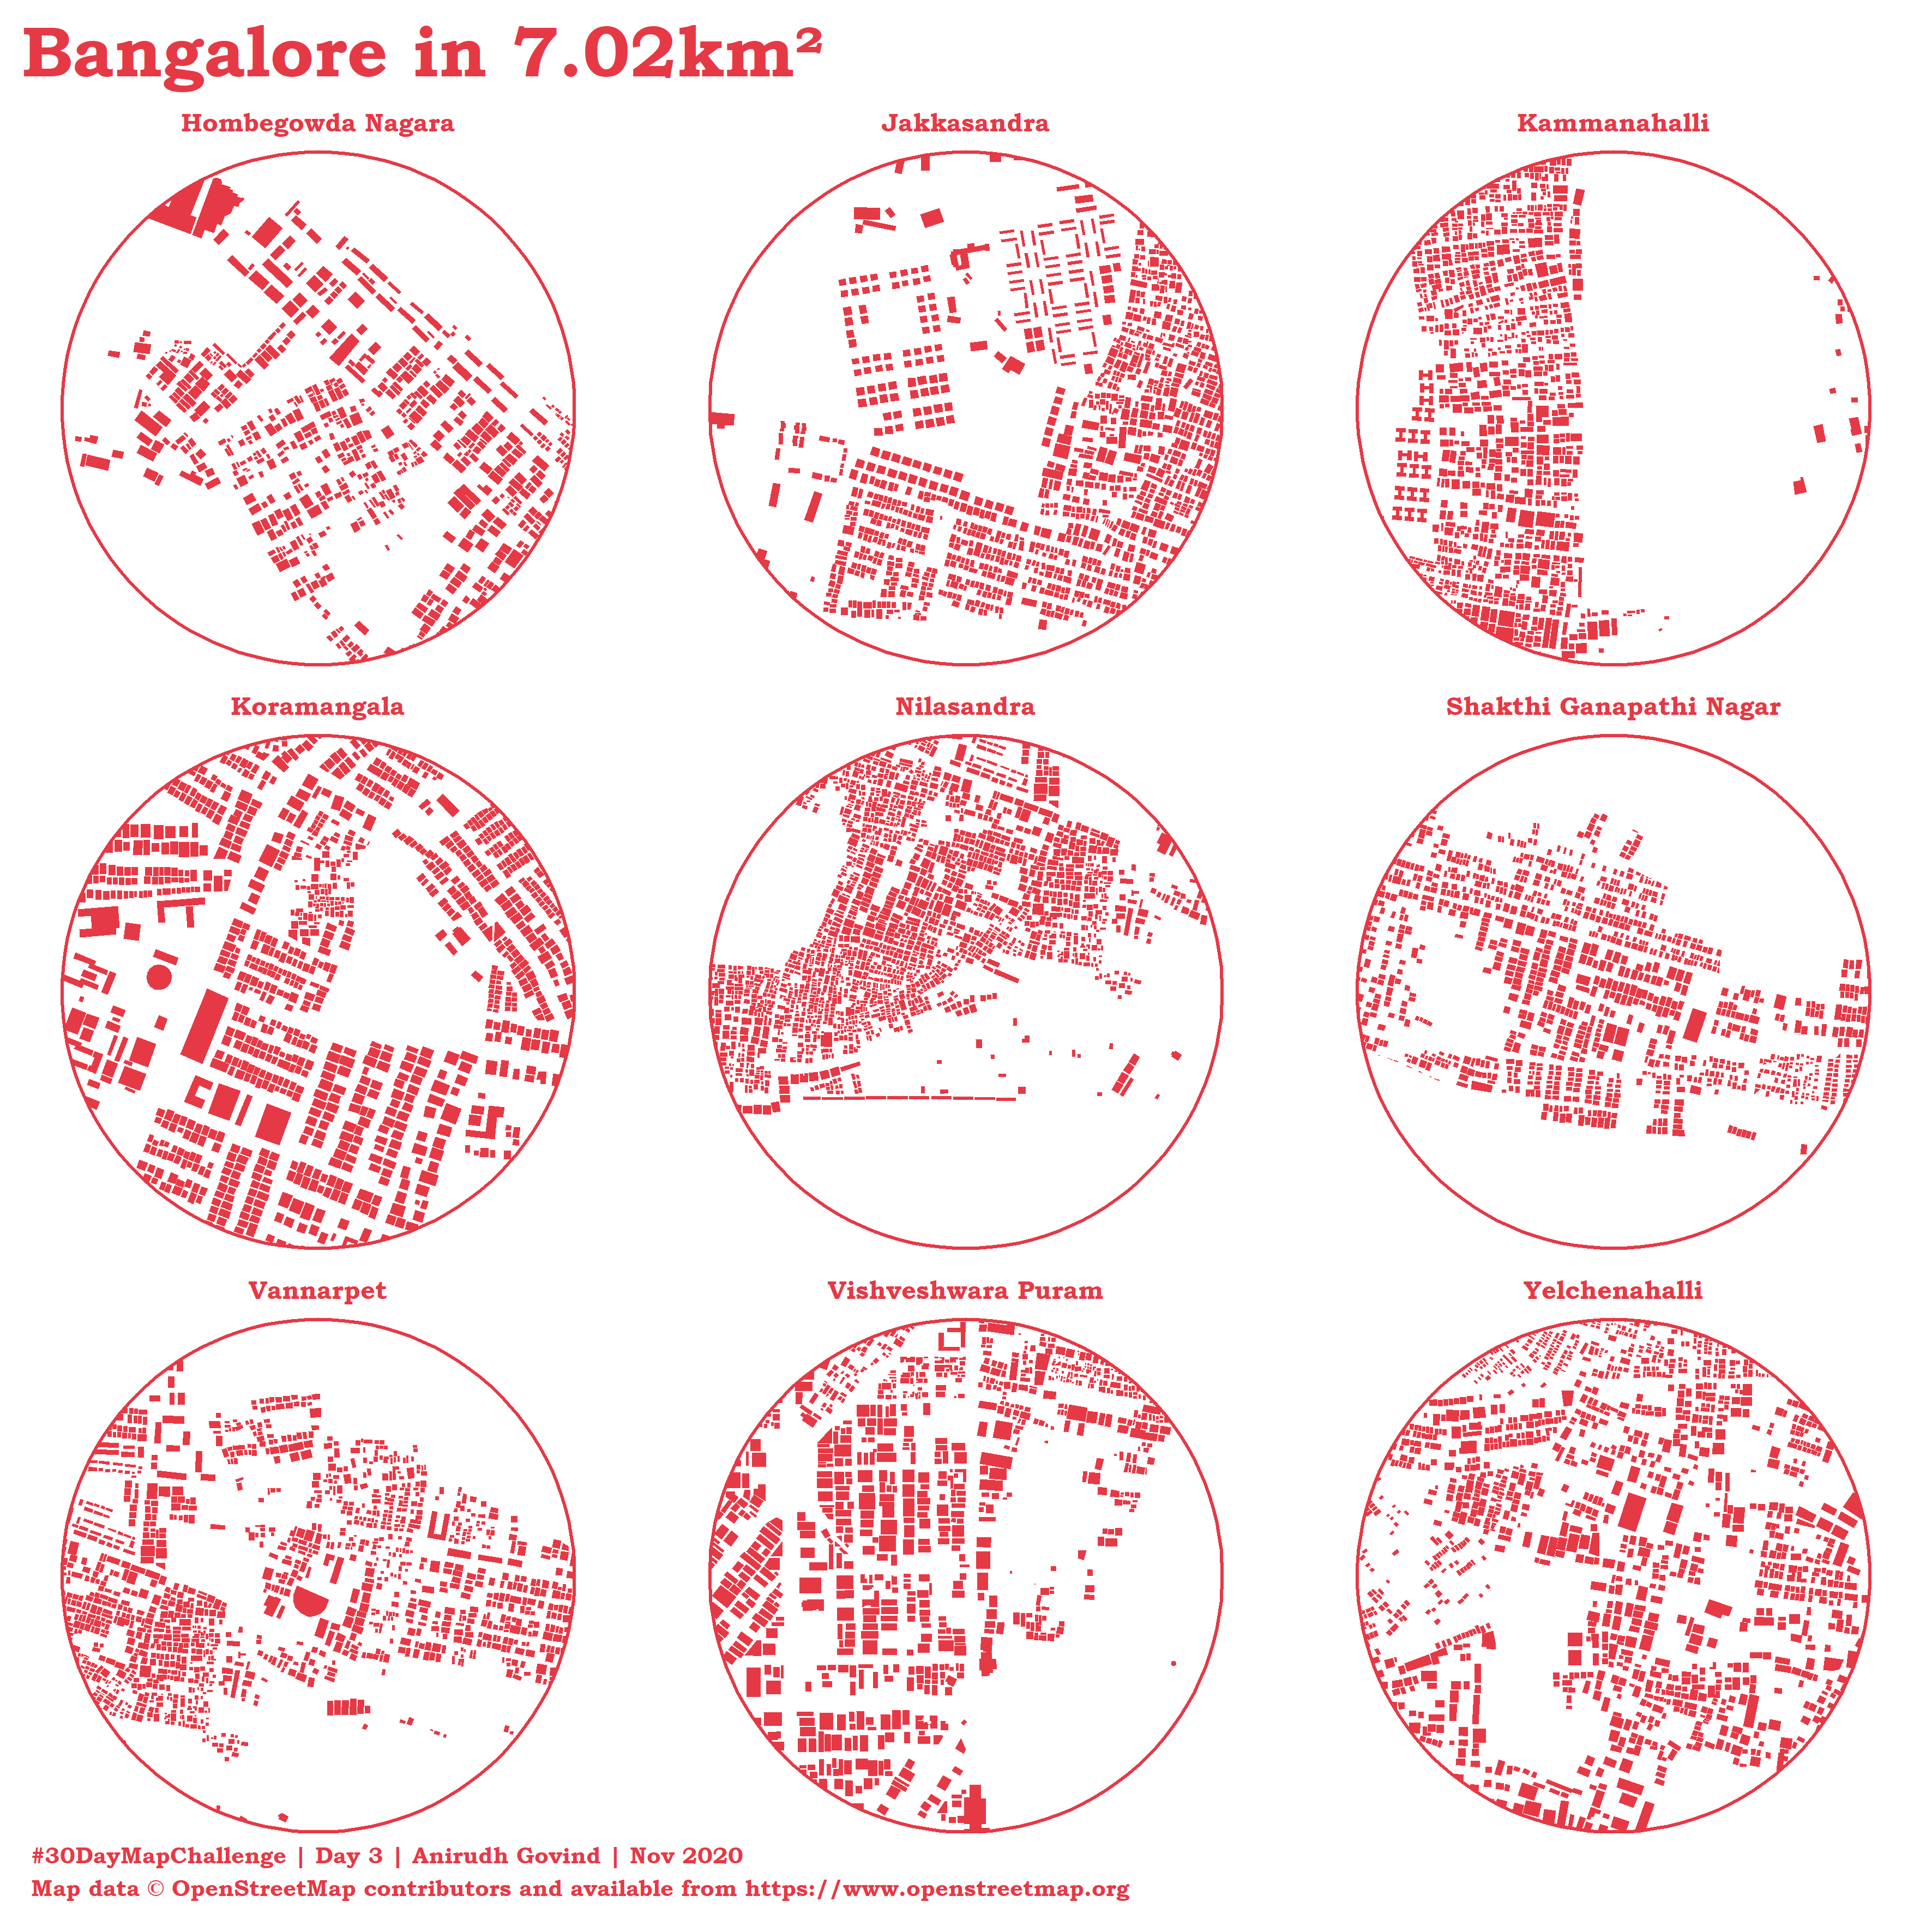 Bangalore in 7.02km²
Hombegowda Nagara
Jakkasandra
Kammanahalli
Koramangala
Nilasandra
Shakthi Ganapathi Nagar
Vannarpet
Vishveshwara Puram
Yelchenahalli
#30DayMapChallenge | Day 3 | Anirudh Govind | Nov 2020
Map data © OpenStreetMap contributors and available from https://www.openstreetmap.org